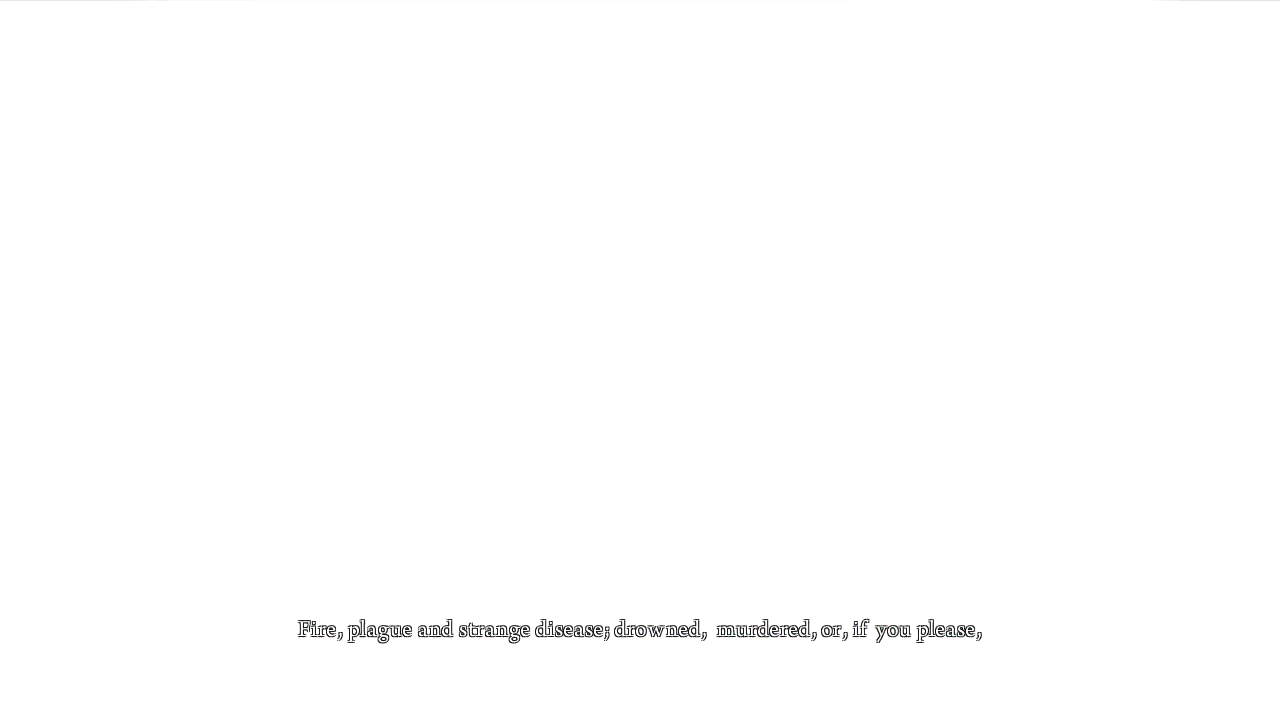 Fire, plague and strange disease; drowned, murdered, or, if you please,